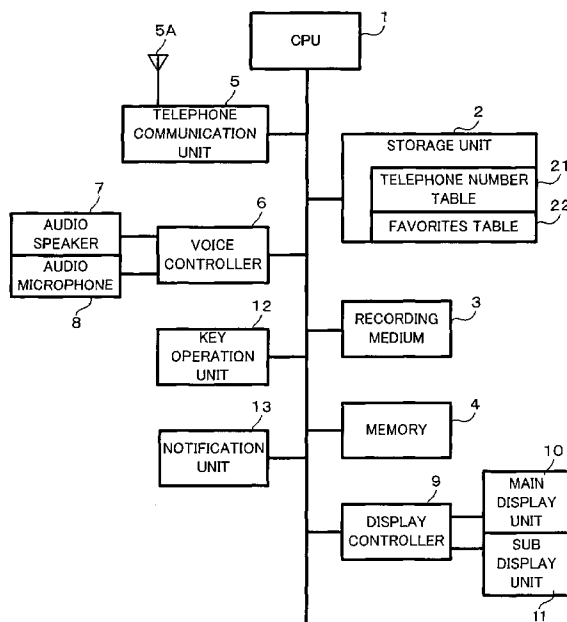 1
CPU
5A
5
TELEPHONE
COMMUNICATION
UNIT
2
STORAGE UNIT
21
TELEPHONE NUMBER
TABLE
22
FAVORITES TABLE
7
AUDIO
SPEAKER
AUDIO
MICROPHONE
8
6
VOICE
CONTROLLER
12
KEY
OPERATION
UNIT
3
RECORDING
MEDIUM
13
NOTIFICATION
UNIT
4
MEMORY
9
DISPLAY
CONTROLLER
10
MAIN
DISPLAY
UNIT
SUB
DISPLAY
UNIT
11